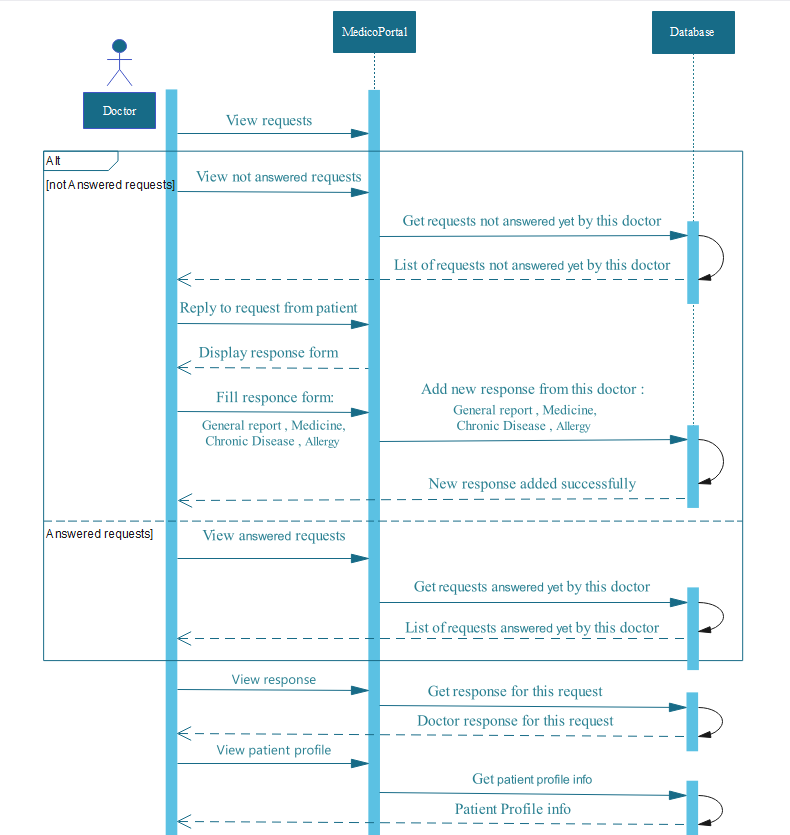 MedicoPortal
Database
Doctor
View requests
Alt
[notAnswered requests]
View not answered requests
Get requests not answered yet by this doctor
List of requests not answered yet by this doctor
Reply to request from patient
Display response form
Fill responce form:
General report , Medicine,
Chronic Disease , Allergy
Add new response from this doctor :
General report , Medicine,
Chronic Disease , Allergy
New response added successfully
Answered requests]
View answered requests
Get requests answered yet by this doctor
List of requests answered yet by this doctor
View response
Get response for this request
Doctor response for this request
View patient profile
Get patient profile info
Patient Profile info